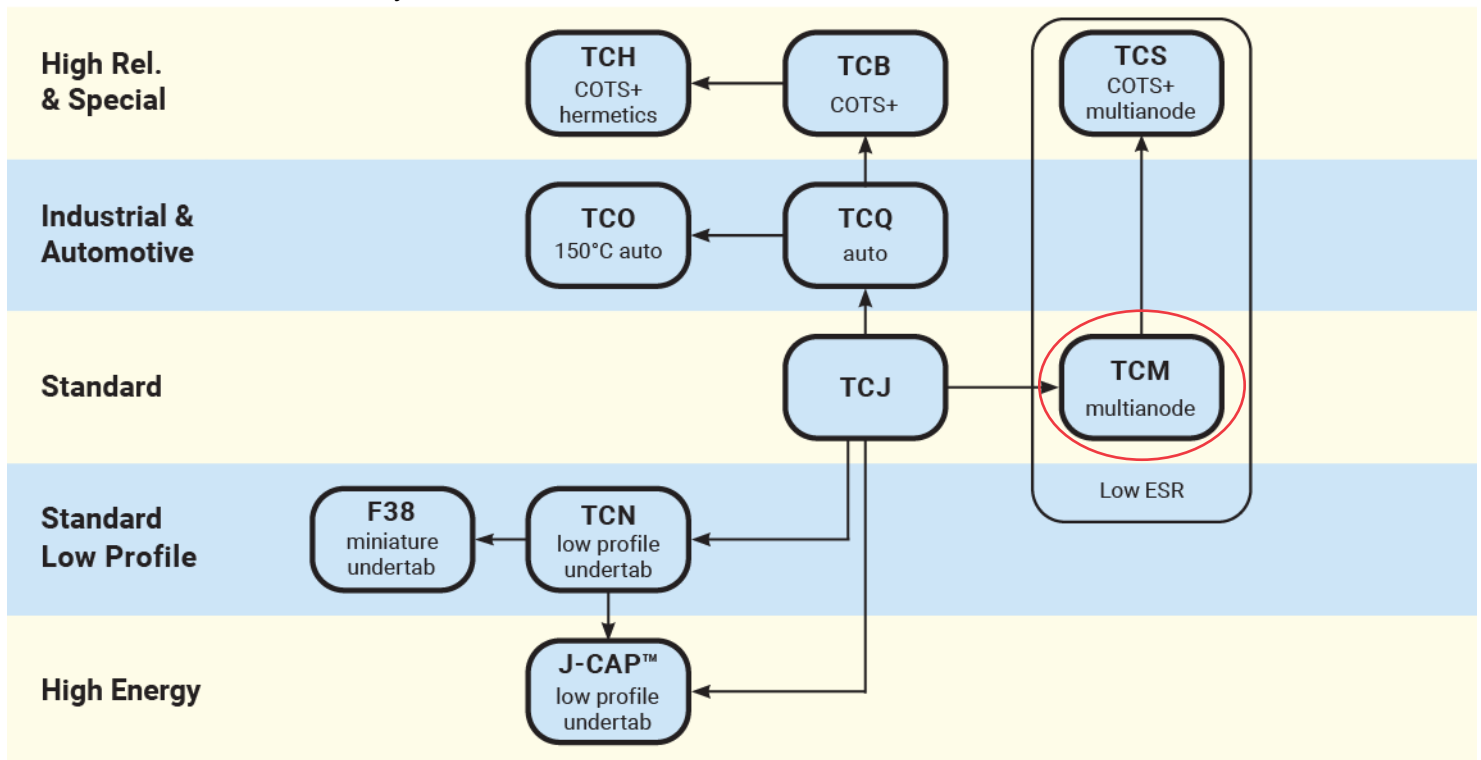 High Rel.
& Special
TCH
COTS+
hermetics
TCB
COTS+
TCS
COTS+
multianode
Industrial &
Automotive
TCO
150°C auto
TCQ
auto
Standard
TCJ
TCM
multianode
Low ESR
Standard
Low Profile
F38
miniature
undertab
TCN
low profile
undertab
High Energy
J-CAP™
low profile
undertab